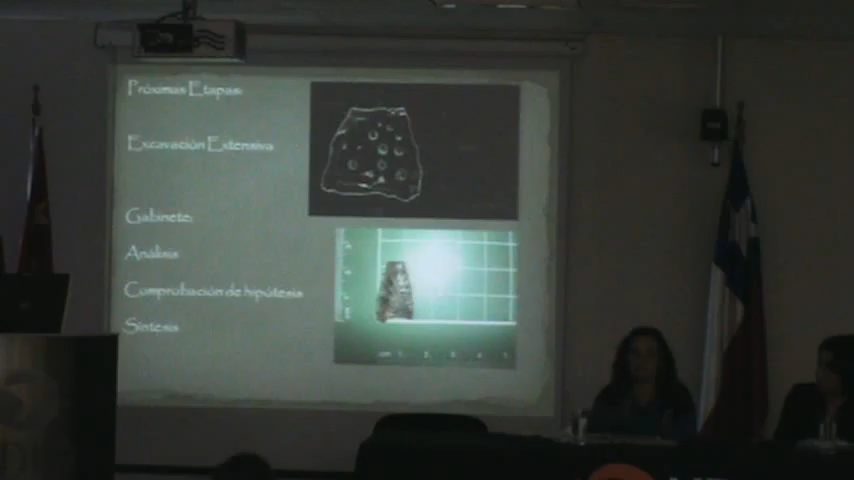 Próximas Etapas:
Excavación Extensiva
Gabinete:
Análisis
Comprobación de hipótesis
Síntesis